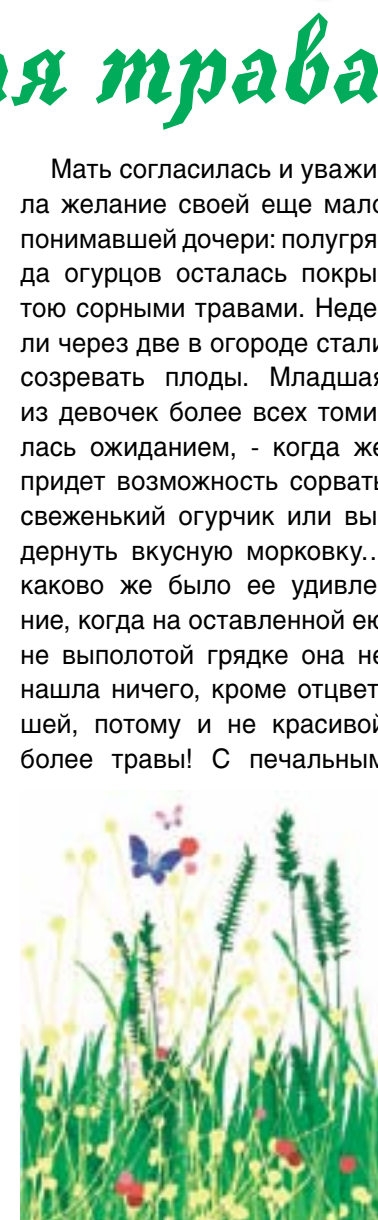 ая трава
Мать согласилась и уважи
ла желание своей еще мало
понимавшей дочери: полугря
да огурцов осталась покры
тою сорными травами. Неде
ли через две в огороде стали
созревать плоды. Младшая
из девочек более всех томи
лась ожиданием, - когда же
придет возможность сорвать
свеженький огурчик или вы
дернуть вкусную морковку…
каково же было ее удивле
ние, когда на оставленной ею
не выполотой грядке она не
нашла ничего, кроме отцвет
шей, потому и не красивой
более травы! С печальным